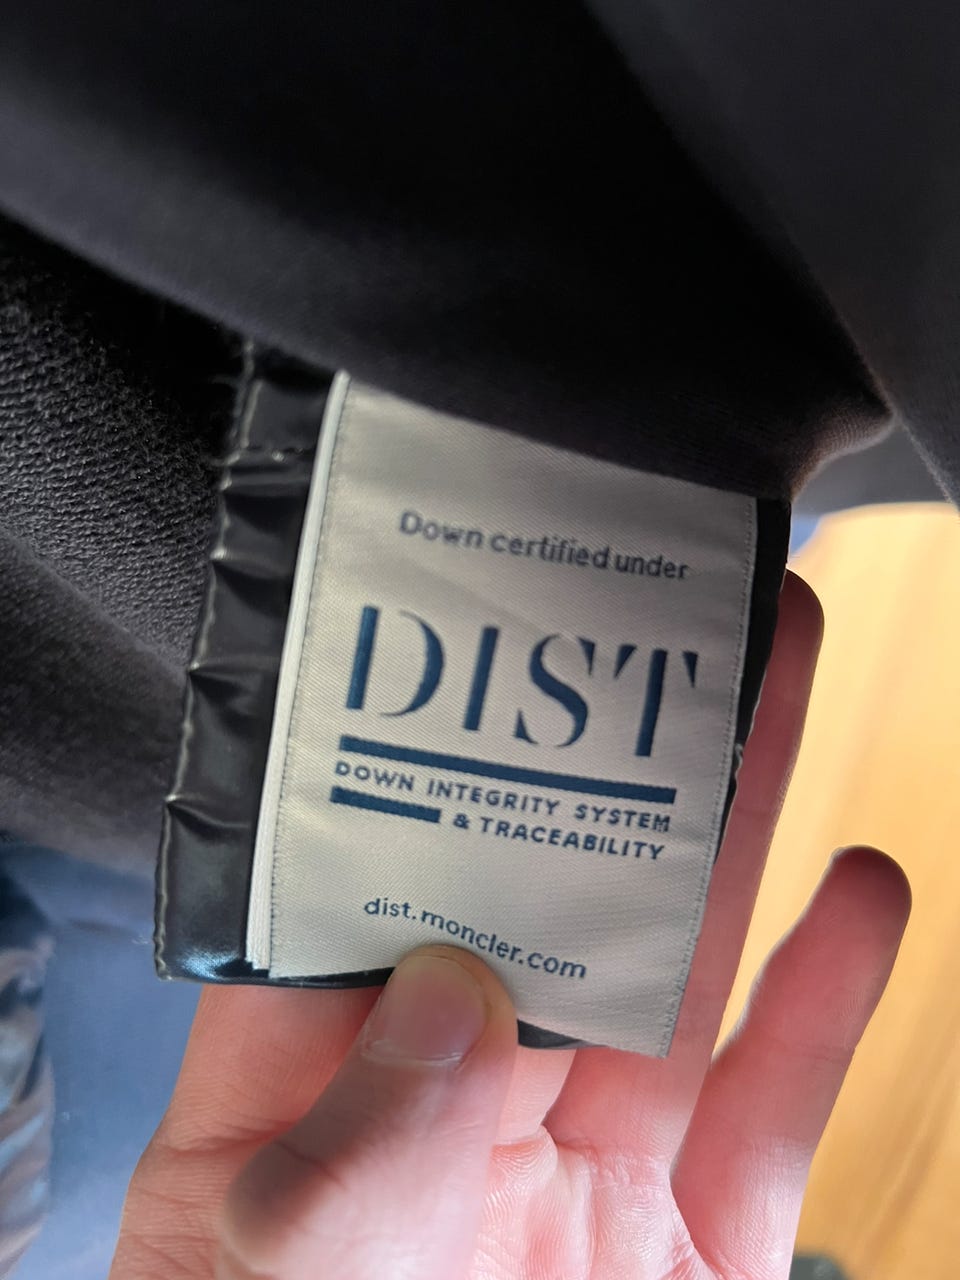 Down certified under
DIST
DOWN INTEGRITY SYSTEM
& TRACEABILITY
dist.moncler.com